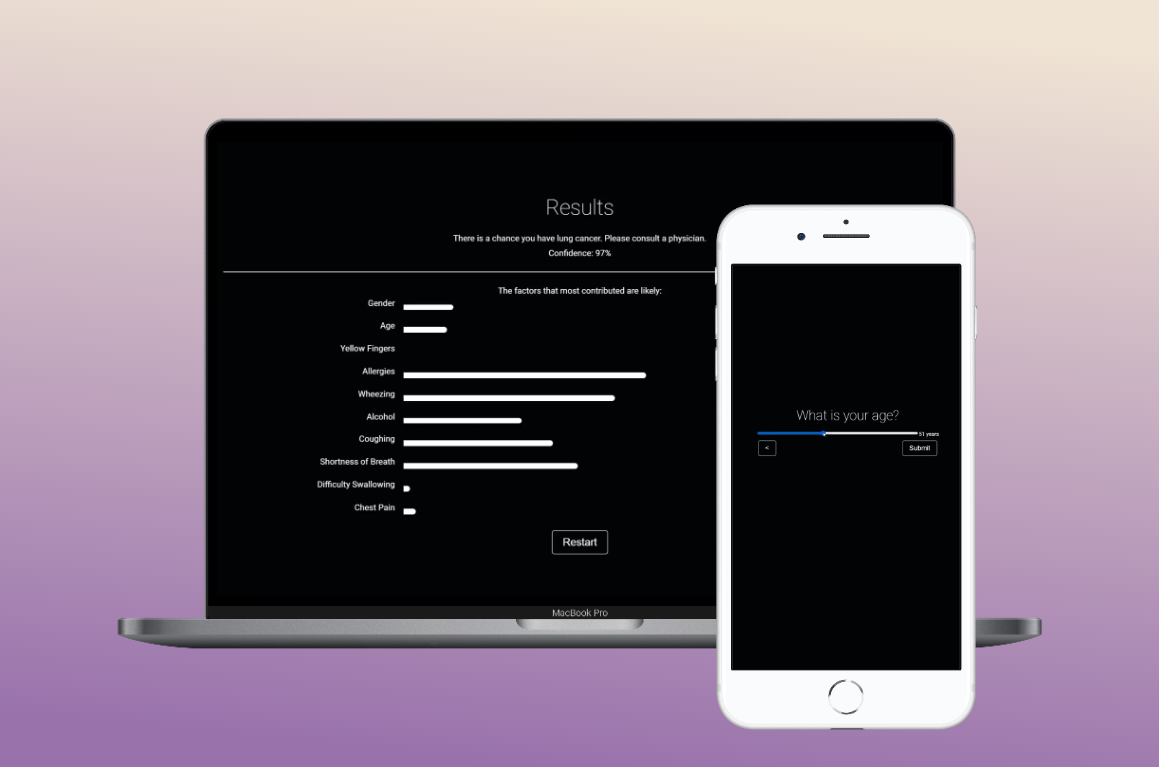 Results
There is a chance you have lung cancer. Please consult a physician.
Confidence: 97%
The factors that most contributed are likely:
Gender
Age
Yellow Fingers
Allergies
Wheezing
Alcohol
Coughing
Shortness of Breath
Difficulty Swallowing
Chest Pain
Restart
MacBook Pro
What is your age?
51 years
< Submit